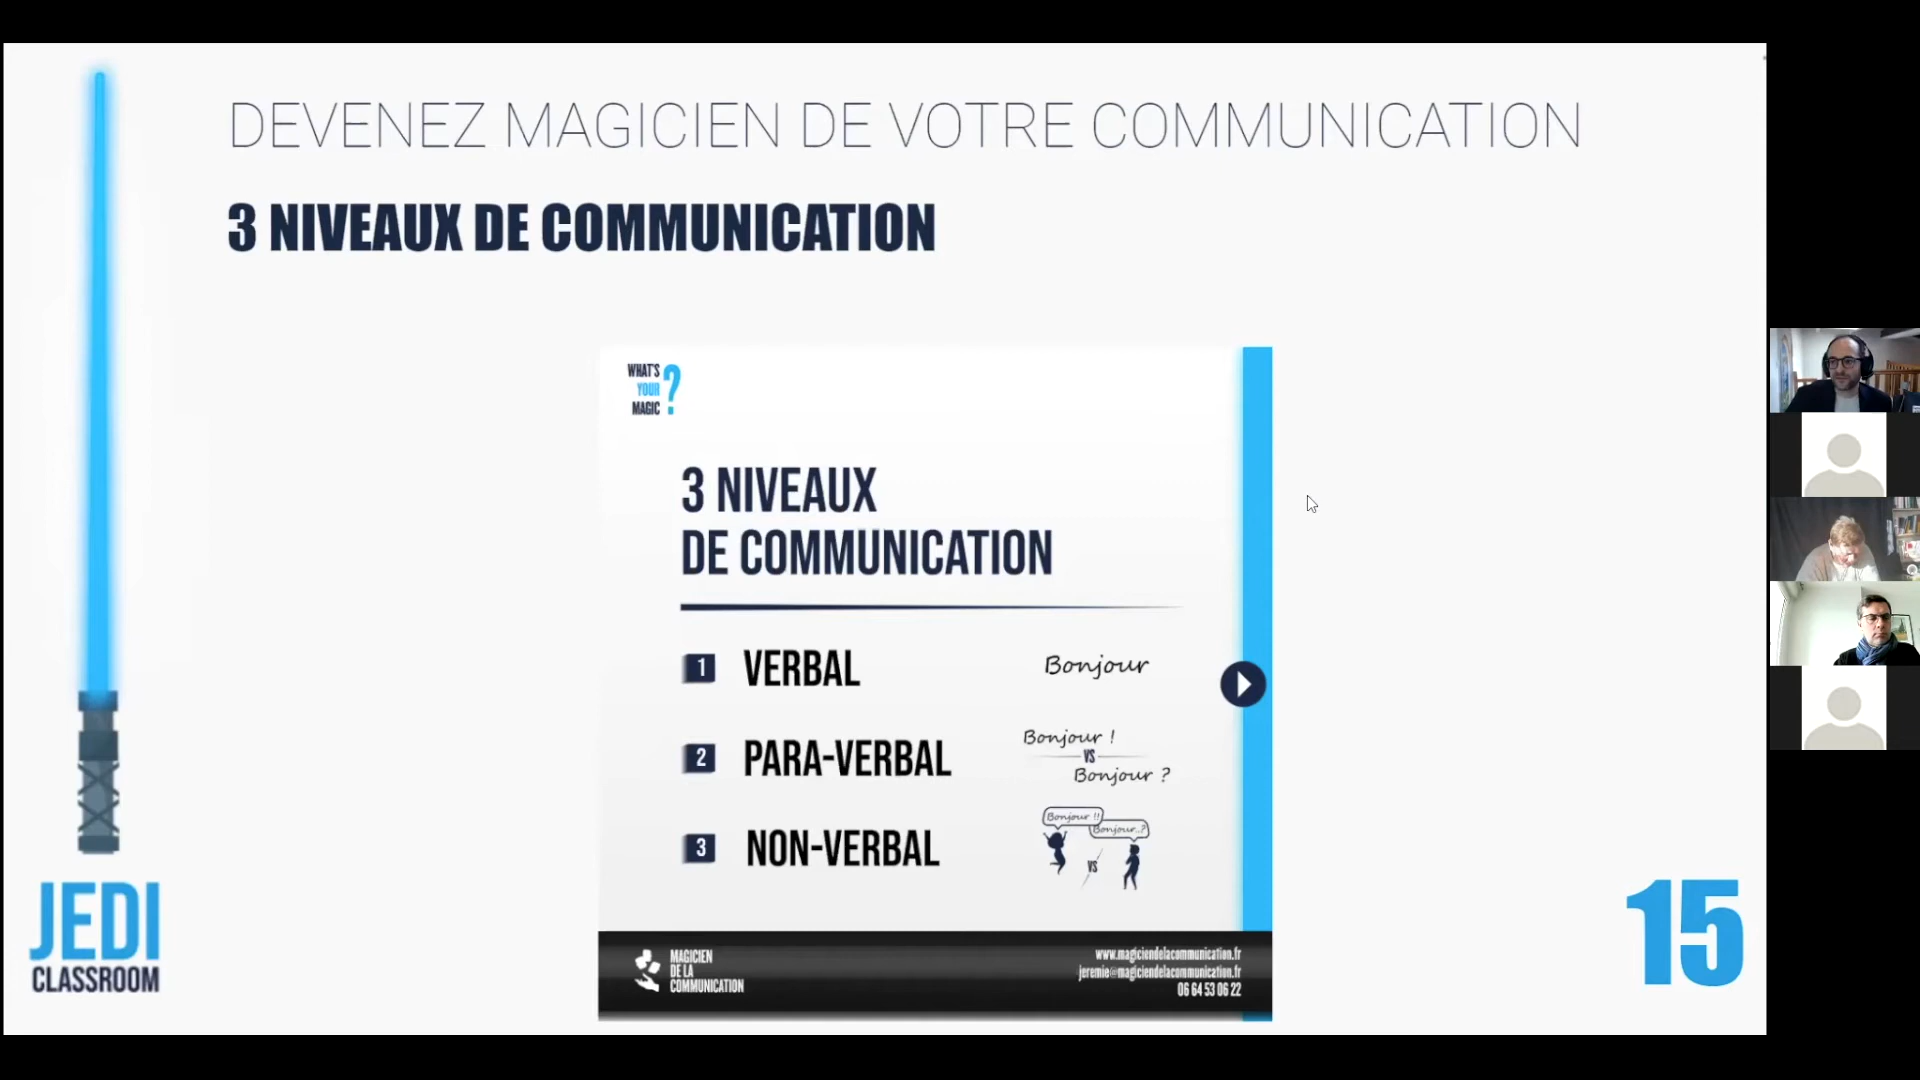 DEVENEZ MAGICIEN DE VOTRE COMMUNICATION
3 NIVEAUX DE COMMUNICATION
WHAT'S
YOUR
MAGIC
?
3 NIVEAUX
DE COMMUNICATION
1 VERBAL
Bonjour
2 PARA-VERBAL
Bonjour !
VS
Bonjour ?
3 NON-VERBAL
Bonjour !!
Bonjour..?
VS
MAGICIEN
DE LA
COMMUNICATION
www.magiciendelacommunication.fr
jeremie@magiciendelacommunication.fr
06 64 53 06 22
JEDI
CLASSROOM
15